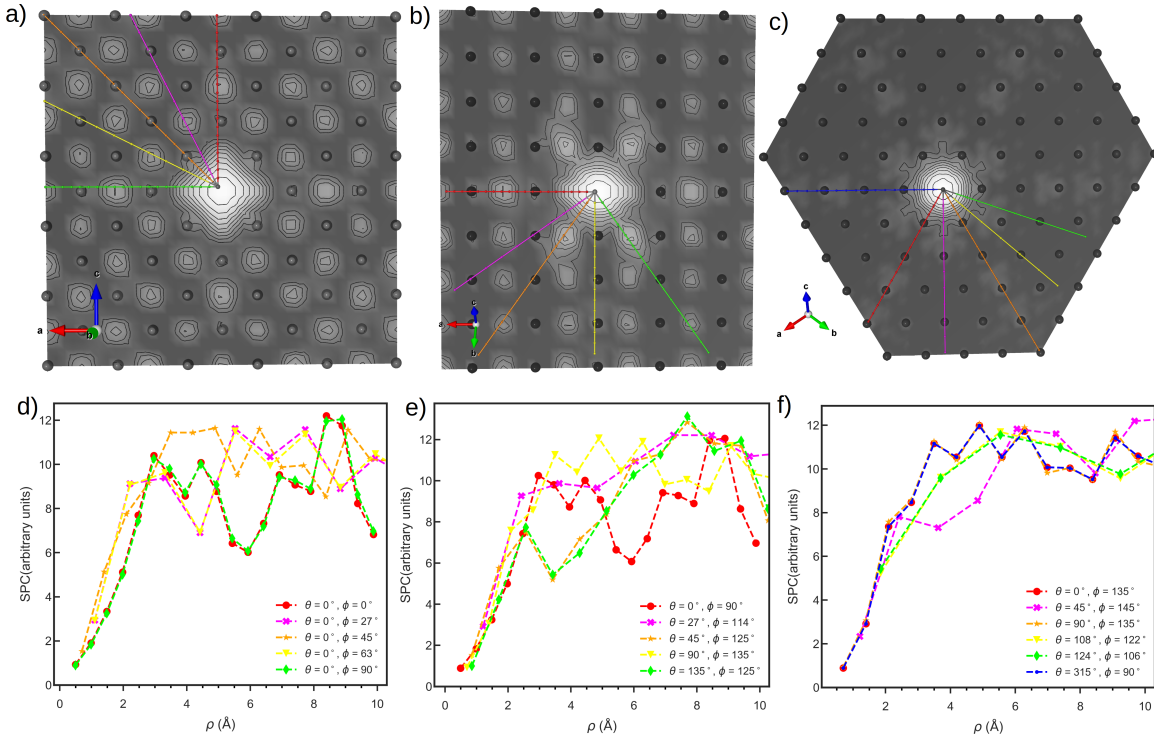 a)
b)
c)
c
a
b
c
a
b
c
a
b
d)
e)
f)
SPC(arbitrary units)
12
10
8
6
4
2
0
0 2 4 6 8 10
ρ (Å)
θ = 0°, ϕ = 0°
θ = 0°, ϕ = 27°
θ = 0°, ϕ = 45°
θ = 0°, ϕ = 63°
θ = 0°, ϕ = 90°
SPC(arbitrary units)
12
10
8
6
4
2
0
0 2 4 6 8 10
ρ (Å)
θ = 0°, ϕ = 90°
θ = 27°, ϕ = 114°
θ = 45°, ϕ = 125°
θ = 90°, ϕ = 135°
θ = 135°, ϕ = 125°
SPC(arbitrary units)
12
10
8
6
4
2
0
0 2 4 6 8 10
ρ (Å)
θ = 0°, ϕ = 135°
θ = 45°, ϕ = 145°
θ = 90°, ϕ = 135°
θ = 108°, ϕ = 122°
θ = 124°, ϕ = 106°
θ = 315°, ϕ = 90°